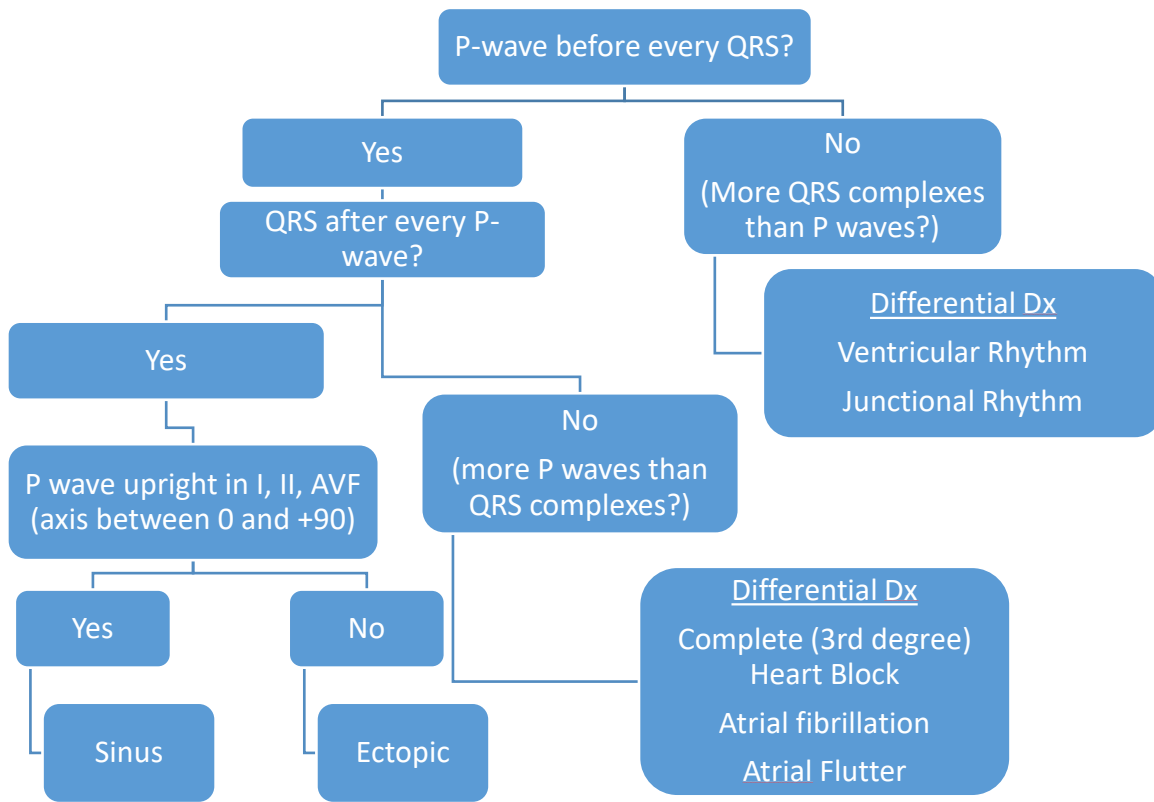 P-wave before every QRS?
Yes
No
(More QRS complexes
than P waves?)
QRS after every P-
wave?
Differential Dx
Ventricular Rhythm
Junctional Rhythm
Yes
No
(more P waves than
QRS complexes?)
P wave upright in I, II, AVF
(axis between 0 and +90)
Differential Dx
Complete (3rd degree)
Heart Block
Atrial fibrillation
Atrial Flutter
Yes
No
Sinus
Ectopic